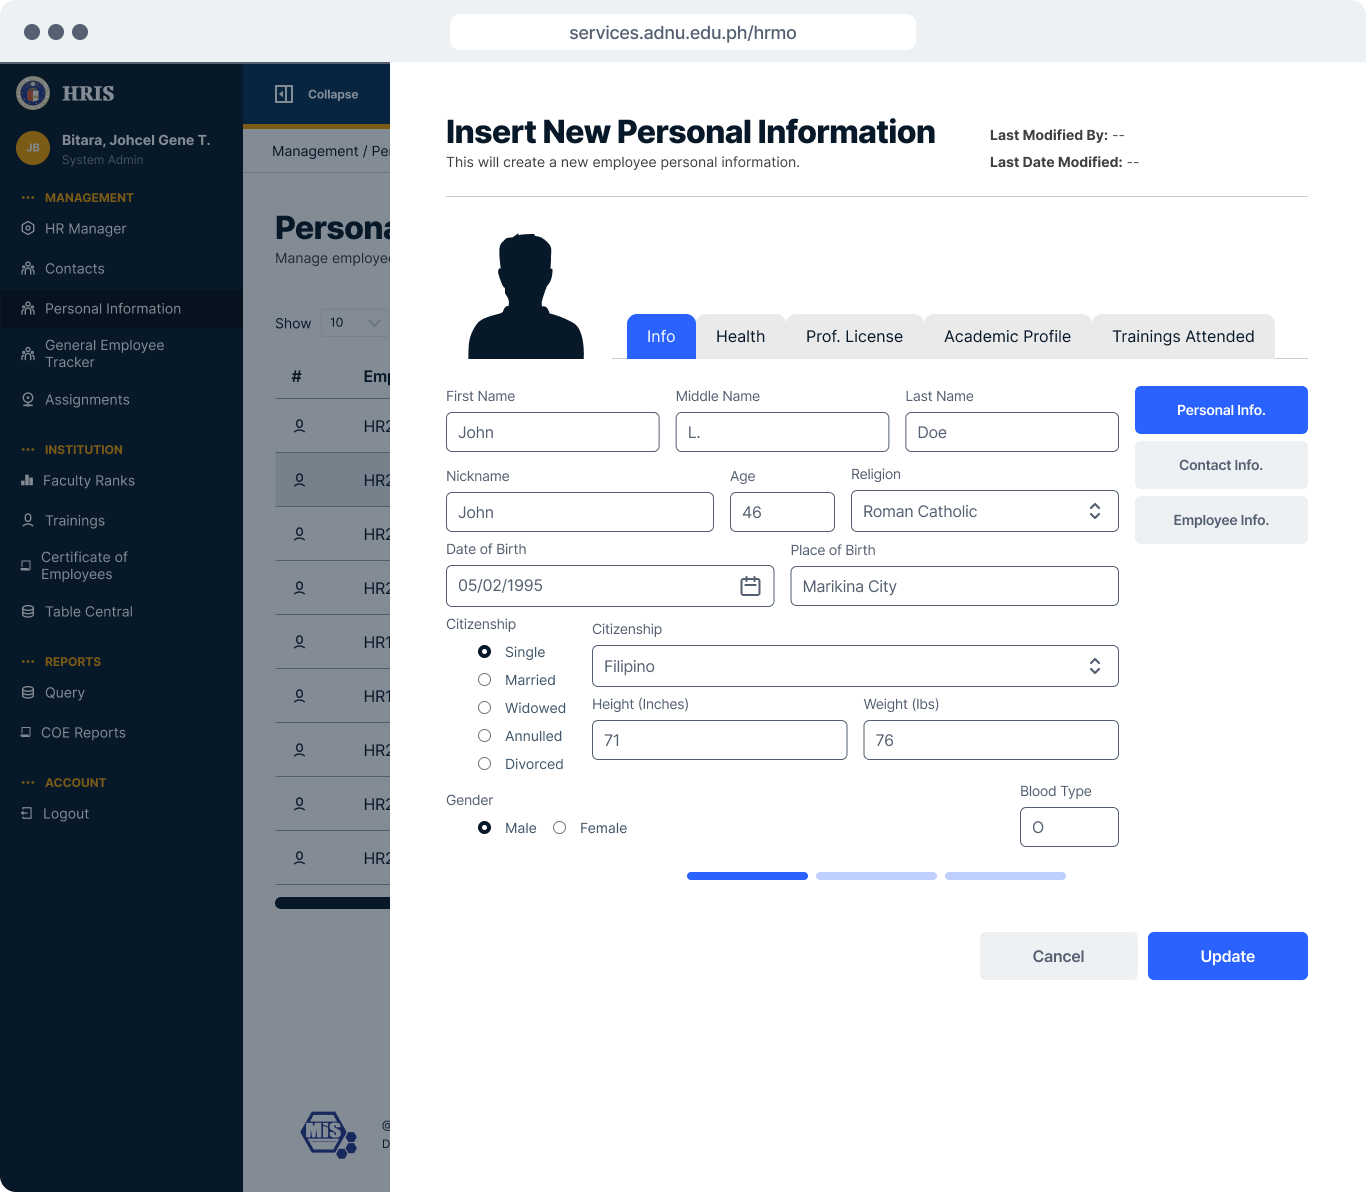 services.adnu.edu.ph/hrmo
HRIS
JB
Bitara, Johcel Gene T.
System Admin
MANAGEMENT
HR Manager
Contacts
Personal Information
General Employee
Tracker
Assignments
INSTITUTION
Faculty Ranks
Trainings
Certificate of
Employees
Table Central
REPORTS
Query
COE Reports
ACCOUNT
Logout
Collapse
Management / Pe
Persona
Manage employe
Show 10
# Emp
HR2
HR2
HR2
HR2
HR1
HR1
HR2
HR2
HR2
MiS
@
D
Insert New Personal Information
This will create a new employee personal information.
Last Modified By: --
Last Date Modified: --
Info Health Prof. License Academic Profile Trainings Attended
First Name Middle Name Last Name
John L. Doe
Nickname Age Religion
John 46 Roman Catholic
Date of Birth Place of Birth
05/02/1995 Marikina City
Citizenship
Single
Married
Widowed
Annulled
Divorced
Citizenship
Filipino
Height (Inches) Weight (lbs)
71 76
Gender
Male Female
Blood Type
O
Personal Info.
Contact Info.
Employee Info.
Cancel Update